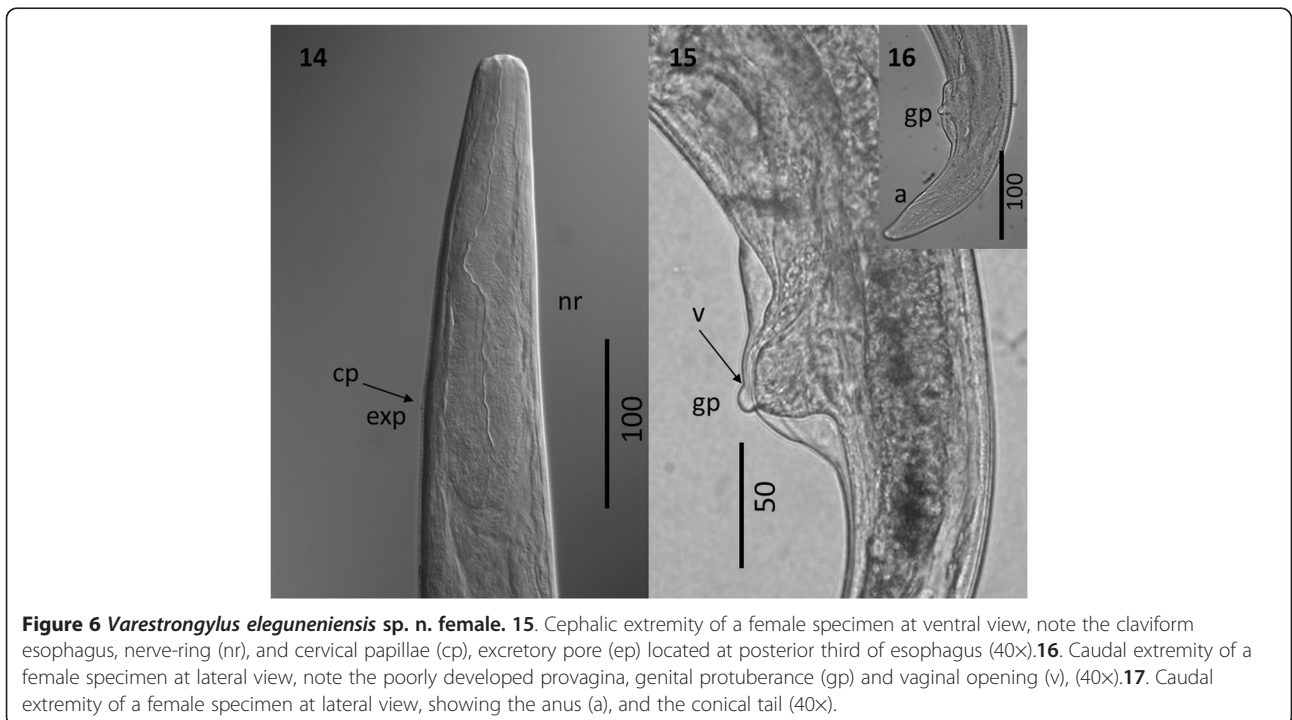 14
nr
cp
exp
100
15
v
gp
50
16
gp
a
100
Figure 6 Varestrongylus eleguneniensis sp. n. female. 15. Cephalic extremity of a female specimen at ventral view, note the claviform
esophagus, nerve-ring (nr), and cervical papillae (cp), excretory pore (ep) located at posterior third of esophagus (40×).16. Caudal extremity of a
female specimen at lateral view, note the poorly developed provagina, genital protuberance (gp) and vaginal opening (v), (40×).17. Caudal
extremity of a female specimen at lateral view, showing the anus (a), and the conical tail (40×).